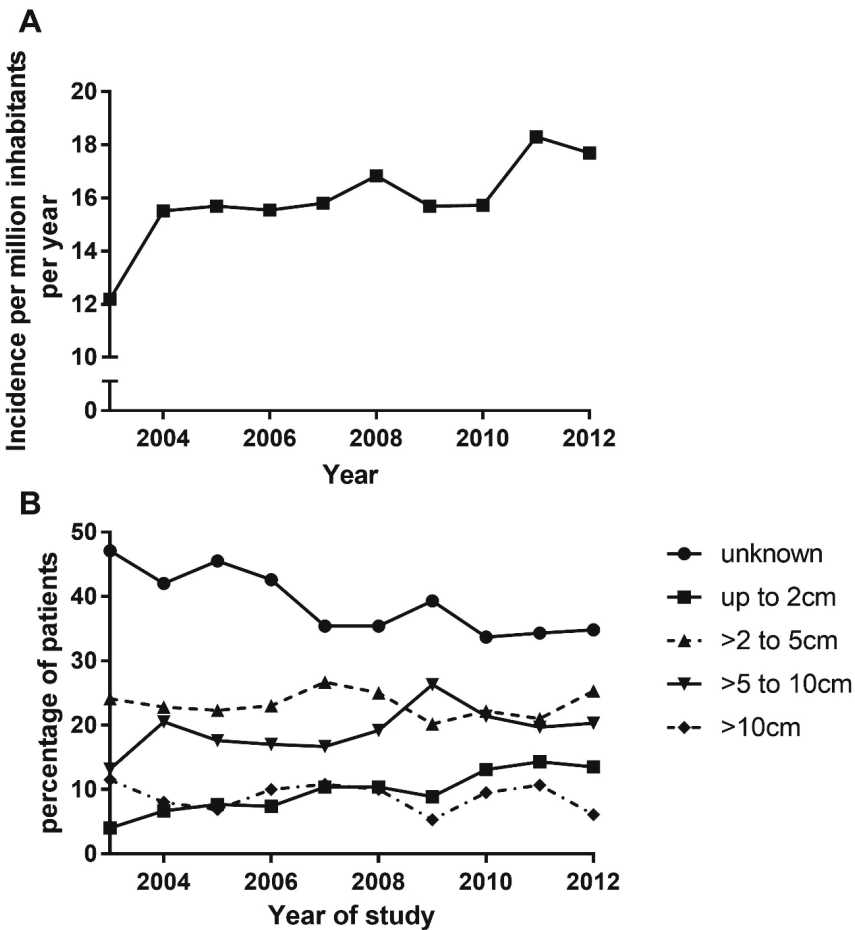 A
Incidence per million inhabitants
per year
20
18
16
14
12
10
0
2004 2006 2008 2010 2012
Year
B
percentage of patients
50
40
30
20
10
0
2004 2006 2008 2010 2012
Year of study
unknown
up to 2cm
>2 to 5cm
>5 to 10cm
>10cm